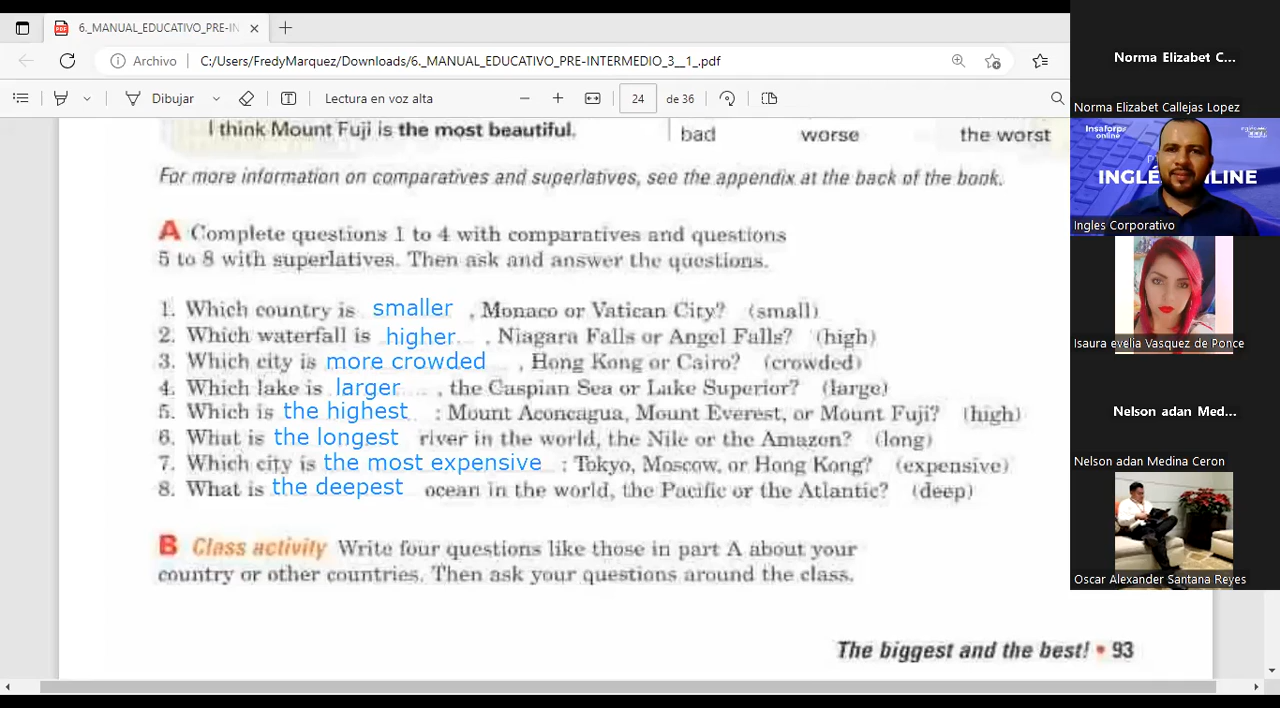 6._MANUAL_EDUCATIVO_PRE-IN
Archivo C:/Users/FredyMarquez/Downloads/6._MANUAL_EDUCATIVO_PRE-INTERMEDIO_3__1_.pdf
Dibujar Lectura en voz alta 24 de 36
I think Mount Fuji is the most beautiful.
bad worse the worst
For more information on comparatives and superlatives, see the appendix at the back of the book.
A Complete questions 1 to 4 with comparatives and questions
5 to 8 with superlatives. Then ask and answer the questions.
1. Which country is smaller , Monaco or Vatican City? (small)
2. Which waterfall is higher , Niagara Falls or Angel Falls? (high)
3. Which city is more crowded , Hong Kong or Cairo? (crowded)
4. Which lake is larger , the Caspian Sea or Lake Superior? (large)
5. Which is the highest : Mount Aconcagua, Mount Everest, or Mount Fuji? (high)
6. What is the longest river in the world, the Nile or the Amazon? (long)
7. Which city is the most expensive : Tokyo, Moscow, or Hong Kong? (expensive)
8. What is the deepest ocean in the world, the Pacific or the Atlantic? (deep)
B Class activity Write four questions like those in part A about your
country or other countries. Then ask your questions around the class.
The biggest and the best! • 93
Norma Elizabet C...
Norma Elizabet Callejas Lopez
Insaforp
online
Ingles Corporativo
Isaura evelia Vasquez de Ponce
Nelson adan Med...
Nelson adan Medina Ceron
Oscar Alexander Santana Reyes